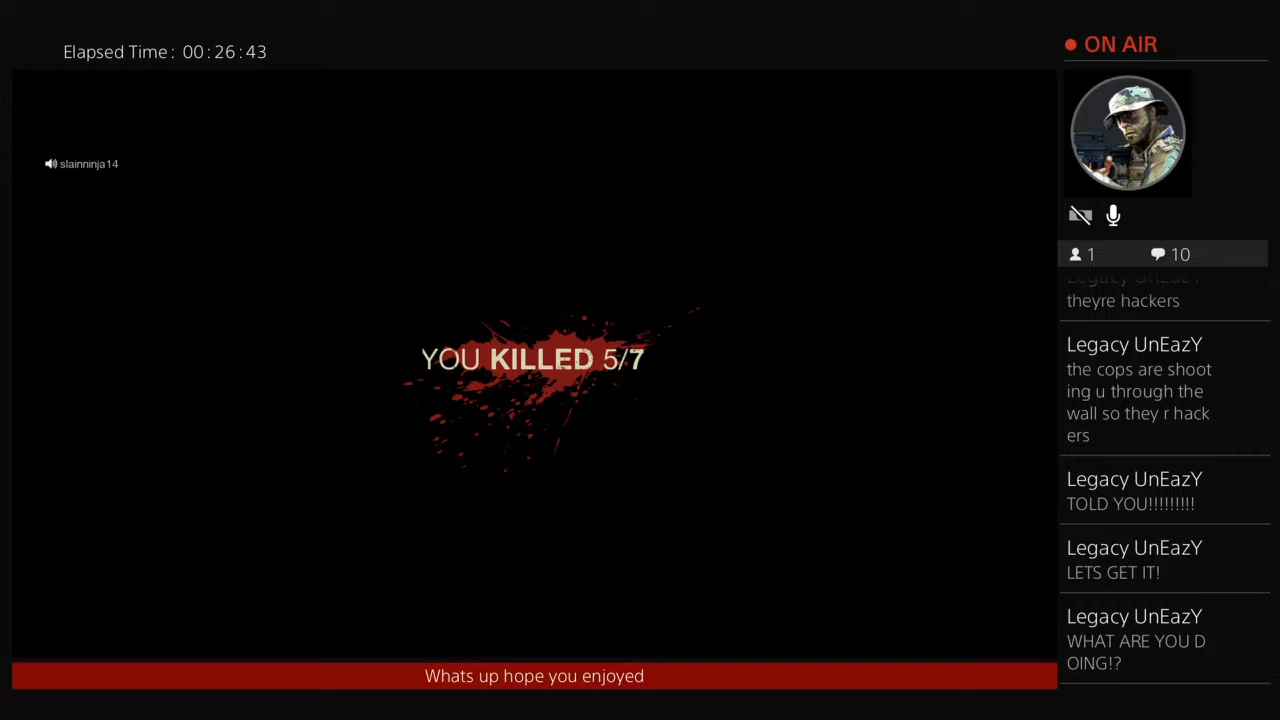 Elapsed Time: 00:26:43
ON AIR
slainninja14
1 10
Legacy UnEazY
theyre hackers
Legacy UnEazY
the cops are shoot
ing u through the
wall so they r hack
ers
Legacy UnEazY
TOLD YOU!!!!!!!!!
Legacy UnEazY
LETS GET IT!
Legacy UnEazY
WHAT ARE YOU D
OING!?
YOU KILLED 5/7
Whats up hope you enjoyed